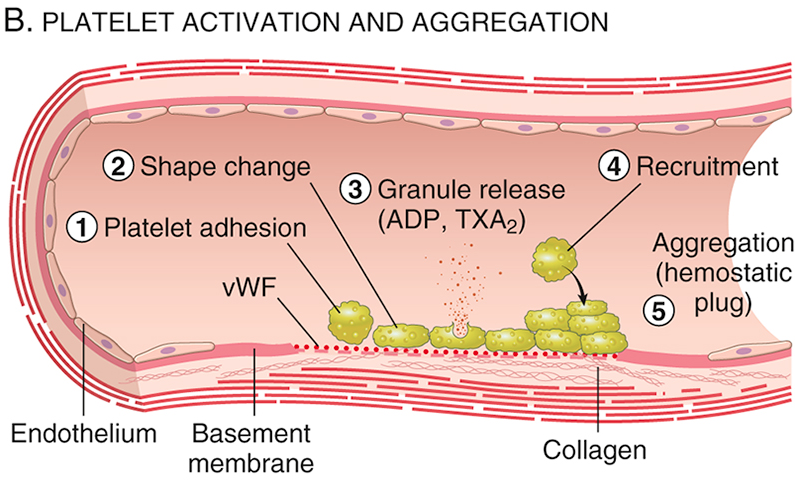 B. PLATELET ACTIVATION AND AGGREGATION
2 Shape change
4 Recruitment
3 Granule release
(ADP, TXA₂)
1 Platelet adhesion
Aggregation
(hemostatic
5 plug)
vWF
Endothelium
Basement
membrane
Collagen